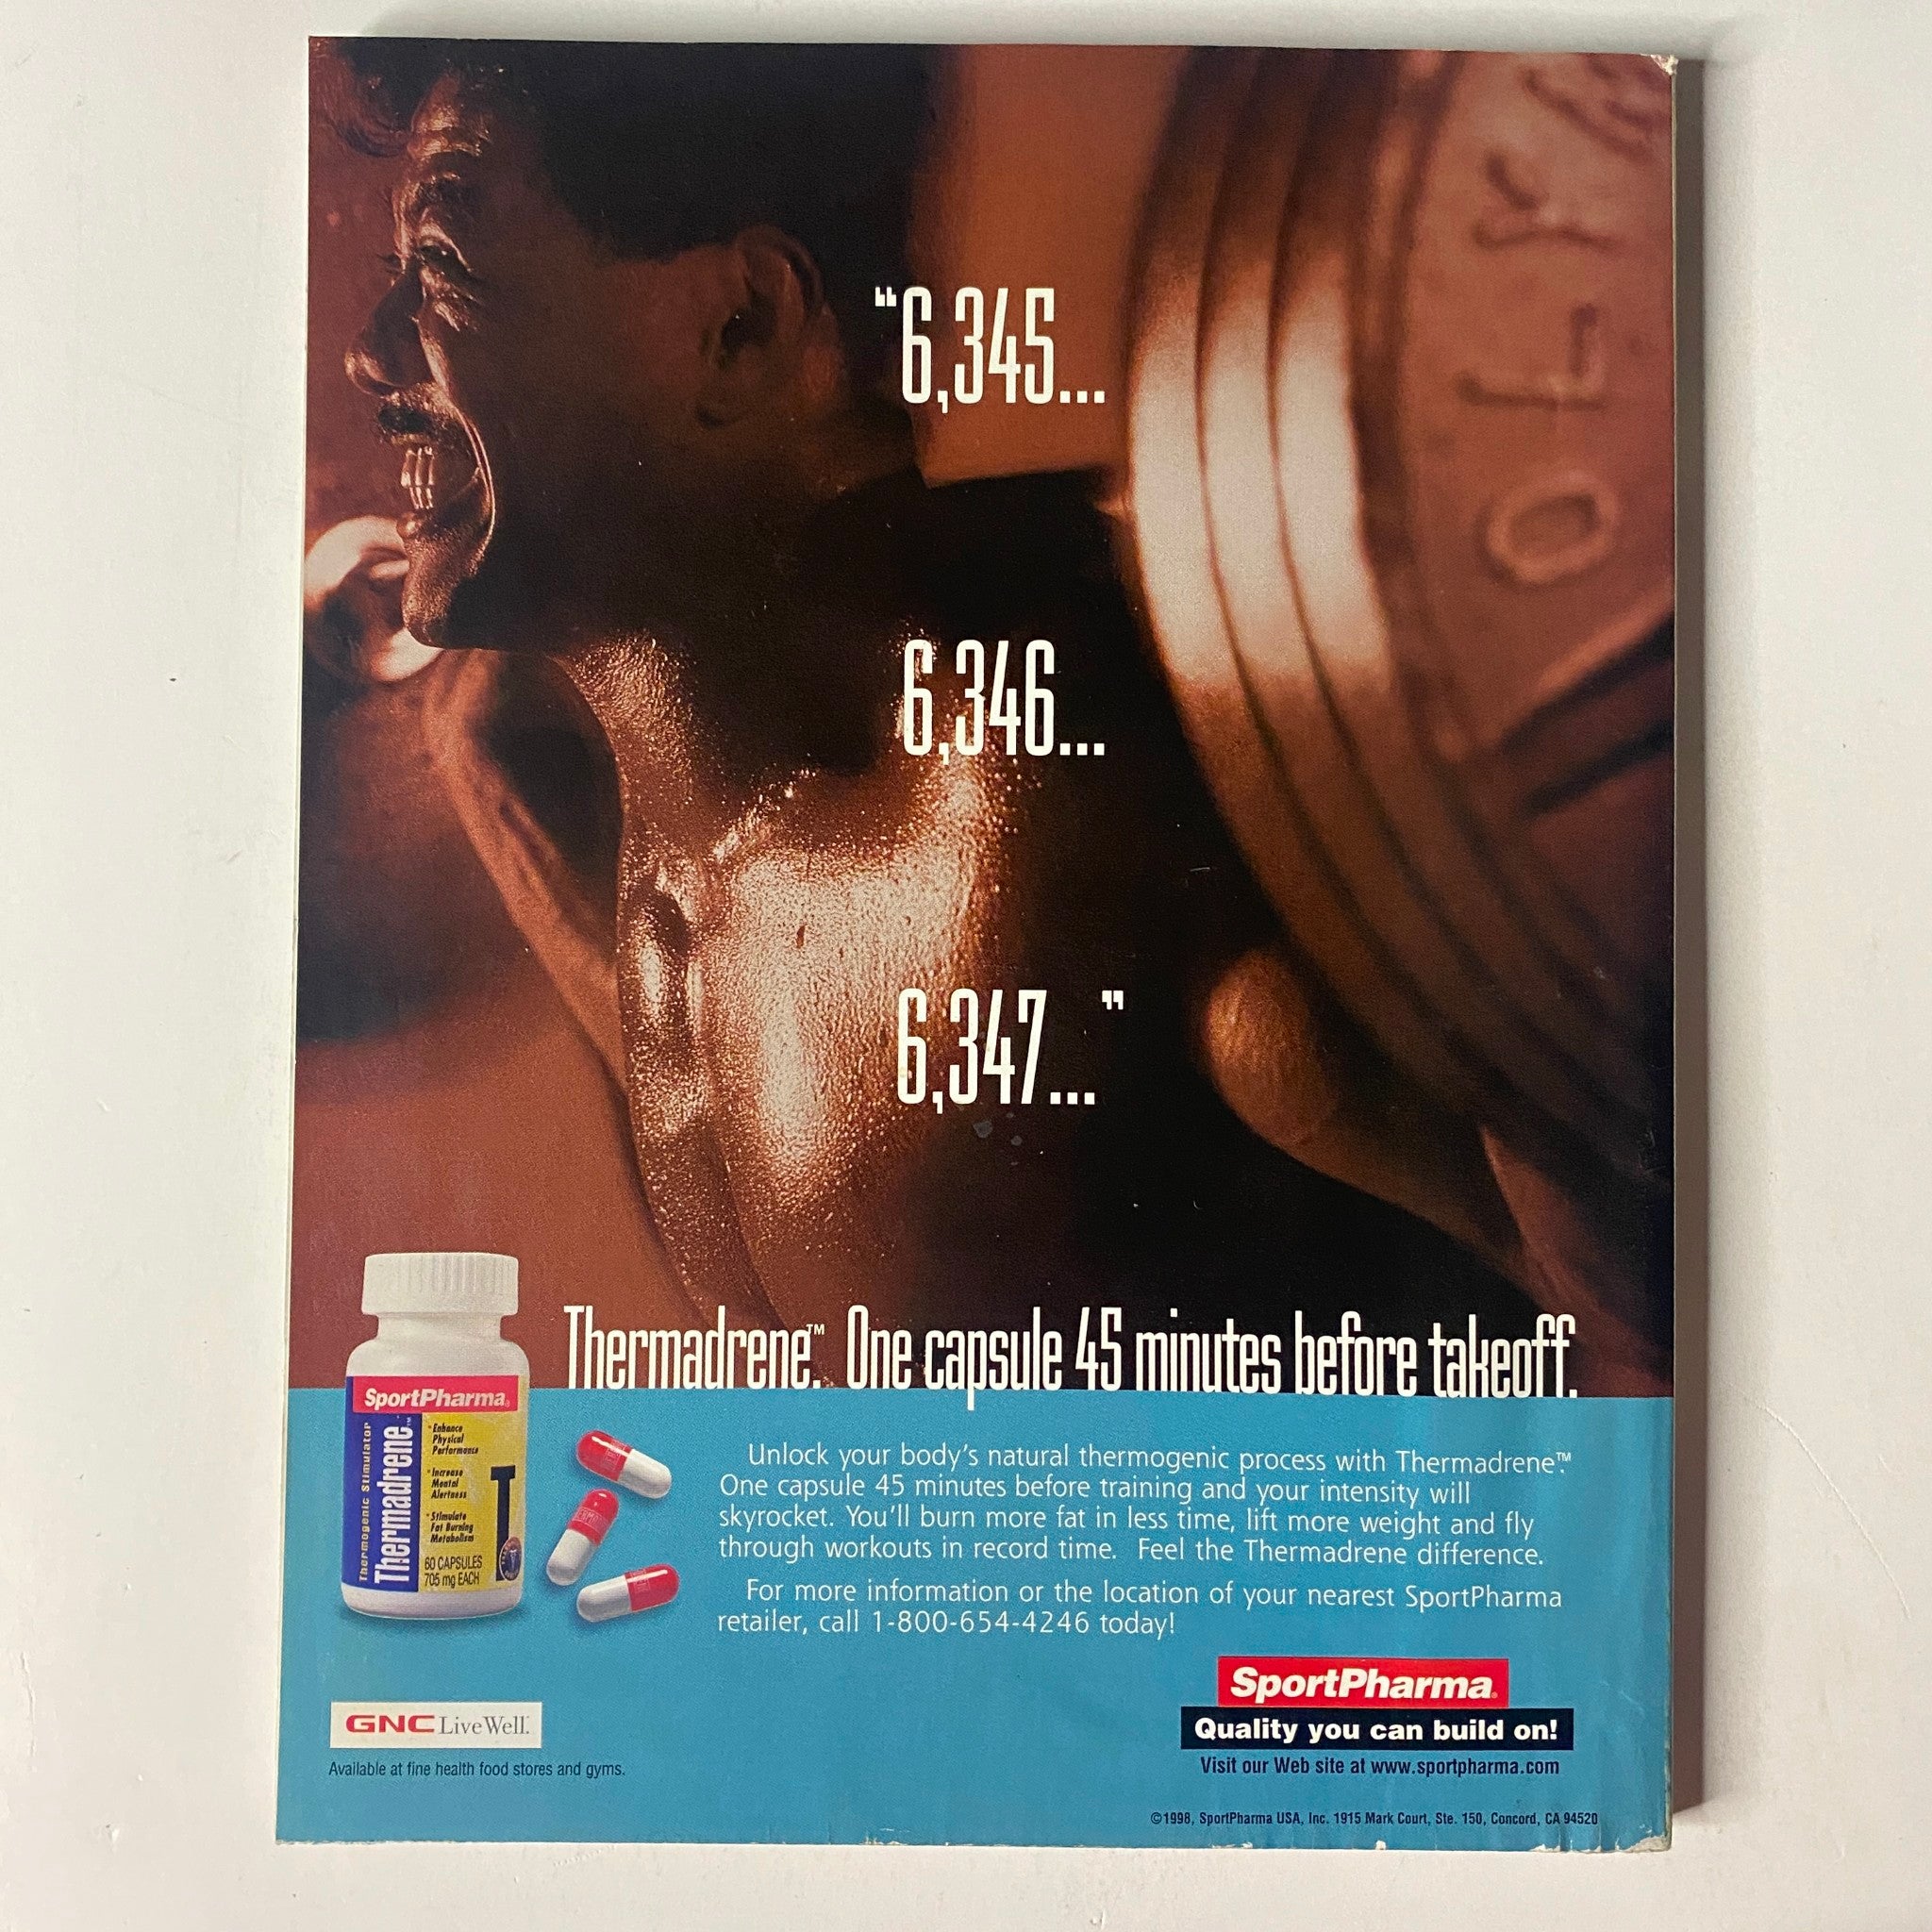 “6,345...
6,346...
6,347...”
Thermadrene.™ One capsule 45 minutes before takeoff.
SportPharma®
Thermogenic Stimulator
Thermadrene™
• Enhance
Physical
Performance
• Increase
Mental
Alertness
• Stimulate
Fat Burning
Metabolism
T
60 CAPSULES
705 mg EACH
Unlock your body’s natural thermogenic process with Thermadrene.™
One capsule 45 minutes before training and your intensity will
skyrocket. You’ll burn more fat in less time, lift more weight and fly
through workouts in record time. Feel the Thermadrene difference.
For more information or the location of your nearest SportPharma
retailer, call 1-800-654-4246 today!
GNC Live Well.
Available at fine health food stores and gyms.
SportPharma®
Quality you can build on!
Visit our Web site at www.sportpharma.com
©1998, SportPharma USA, Inc. 1915 Mark Court, Ste. 150, Concord, CA 94520